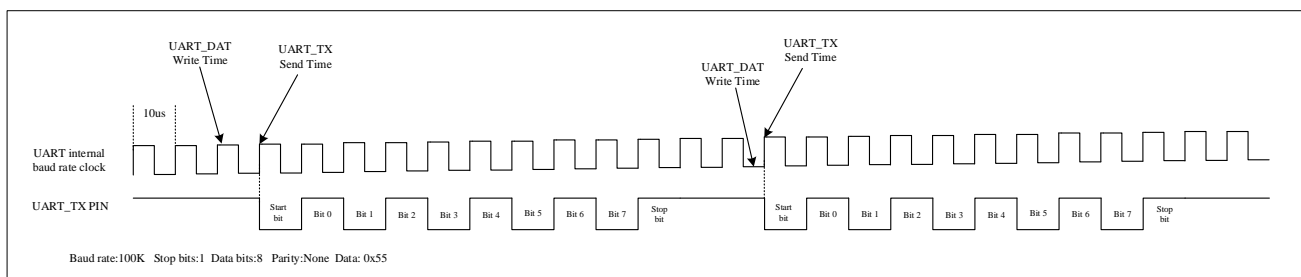 UART_DAT
Write Time
UART_TX
Send Time
UART_DAT
Write Time
UART_TX
Send Time
10us
UART internal
baud rate clock
UART_TX PIN
Start
bit
Bit 0
Bit 1
Bit 2
Bit 3
Bit 4
Bit 5
Bit 6
Bit 7
Stop
bit
Start
bit
Bit 0
Bit 1
Bit 2
Bit 3
Bit 4
Bit 5
Bit 6
Bit 7
Stop
bit
Baud rate:100K Stop bits:1 Data bits:8 Parity:None Data: 0x55